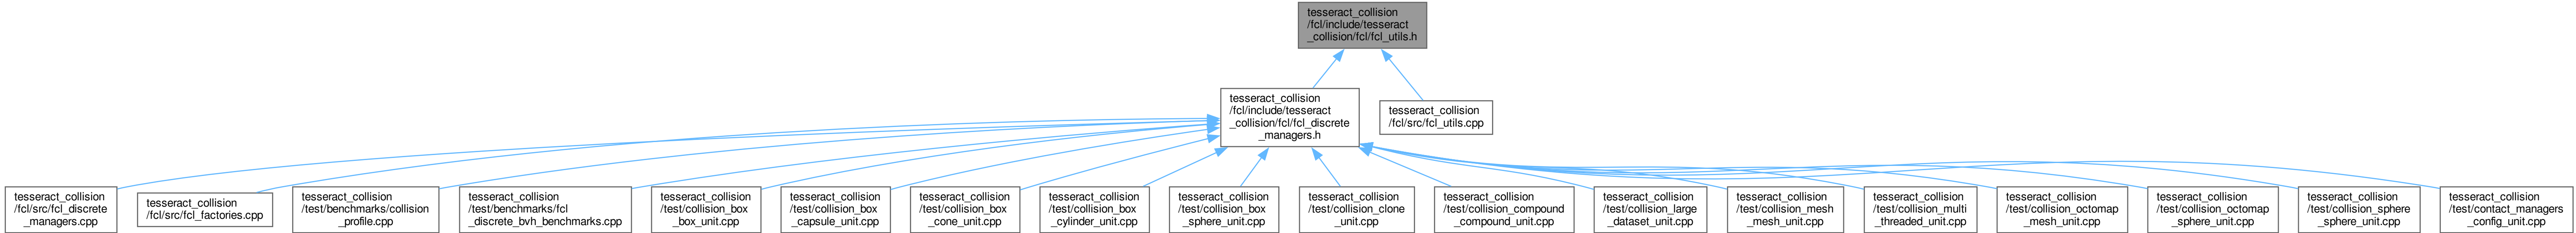 tesseract_collision
/fcl/include/tesseract
_collision/fcl/fcl_utils.h
tesseract_collision
/fcl/include/tesseract
_collision/fcl/fcl_discrete
_managers.h
tesseract_collision
/fcl/src/fcl_utils.cpp
tesseract_collision
/fcl/src/fcl_discrete
_managers.cpp
tesseract_collision
/fcl/src/fcl_factories.cpp
tesseract_collision
/test/benchmarks/collision
_profile.cpp
tesseract_collision
/test/benchmarks/fcl
_discrete_bvh_benchmarks.cpp
tesseract_collision
/test/collision_box
_box_unit.cpp
tesseract_collision
/test/collision_box
_capsule_unit.cpp
tesseract_collision
/test/collision_box
_cone_unit.cpp
tesseract_collision
/test/collision_box
_cylinder_unit.cpp
tesseract_collision
/test/collision_box
_sphere_unit.cpp
tesseract_collision
/test/collision_clone
_unit.cpp
tesseract_collision
/test/collision_compound
_compound_unit.cpp
tesseract_collision
/test/collision_large
_dataset_unit.cpp
tesseract_collision
/test/collision_mesh
_mesh_unit.cpp
tesseract_collision
/test/collision_multi
_threaded_unit.cpp
tesseract_collision
/test/collision_octomap
_mesh_unit.cpp
tesseract_collision
/test/collision_octomap
_sphere_unit.cpp
tesseract_collision
/test/collision_sphere
_sphere_unit.cpp
tesseract_collision
/test/contact_managers
_config_unit.cpp